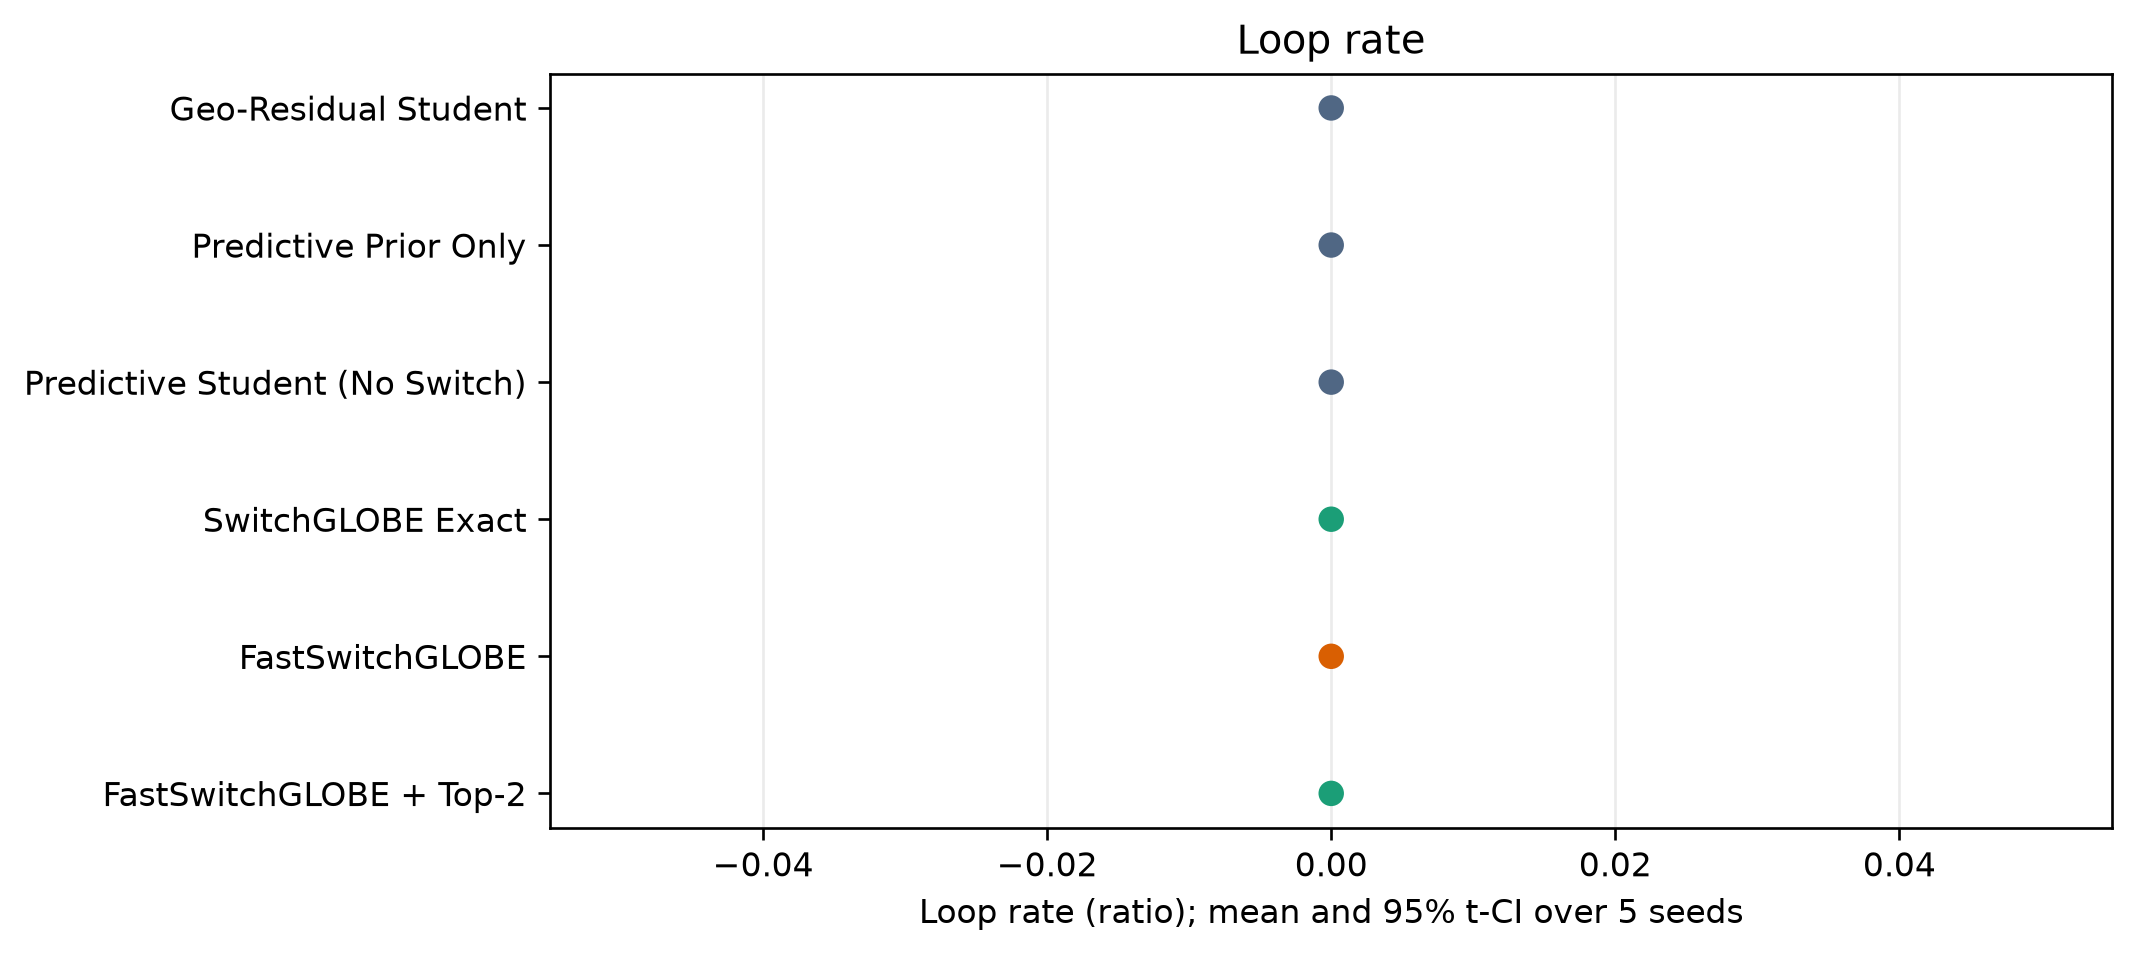 Loop rate
Geo-Residual Student
Predictive Prior Only
Predictive Student (No Switch)
SwitchGLOBE Exact
FastSwitchGLOBE
FastSwitchGLOBE + Top-2
−0.04 −0.02 0.00 0.02 0.04
Loop rate (ratio); mean and 95% t-CI over 5 seeds